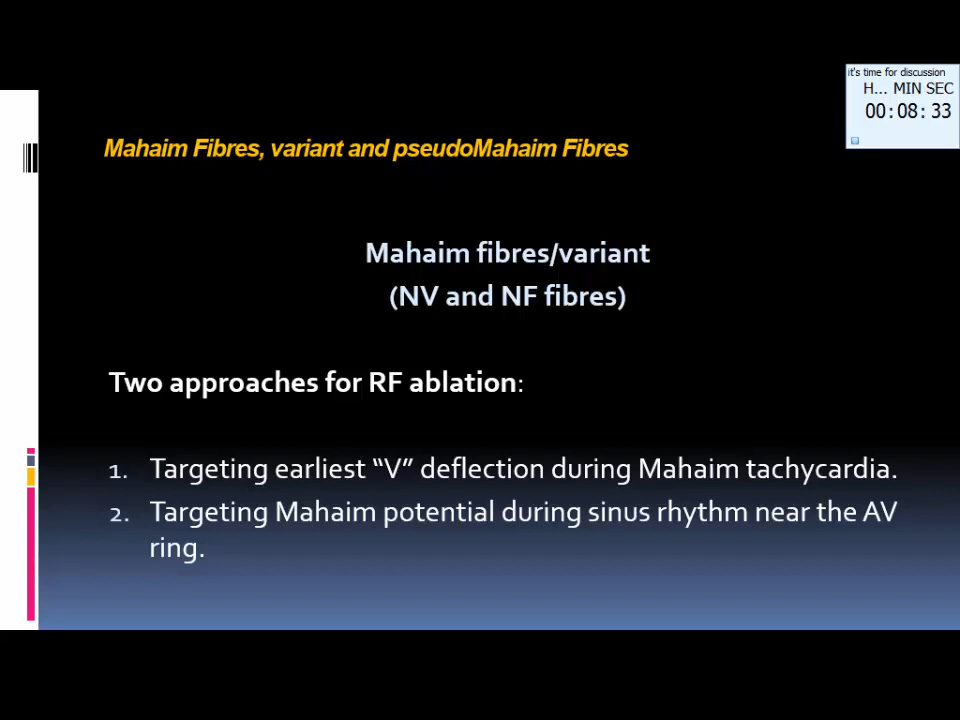 it's time for discussion
H... MIN SEC
00:08:33
Mahaim Fibres, variant and pseudoMahaim Fibres
Mahaim fibres/variant
(NV and NF fibres)
Two approaches for RF ablation:
1. Targeting earliest “V” deflection during Mahaim tachycardia.
2. Targeting Mahaim potential during sinus rhythm near the AV
ring.